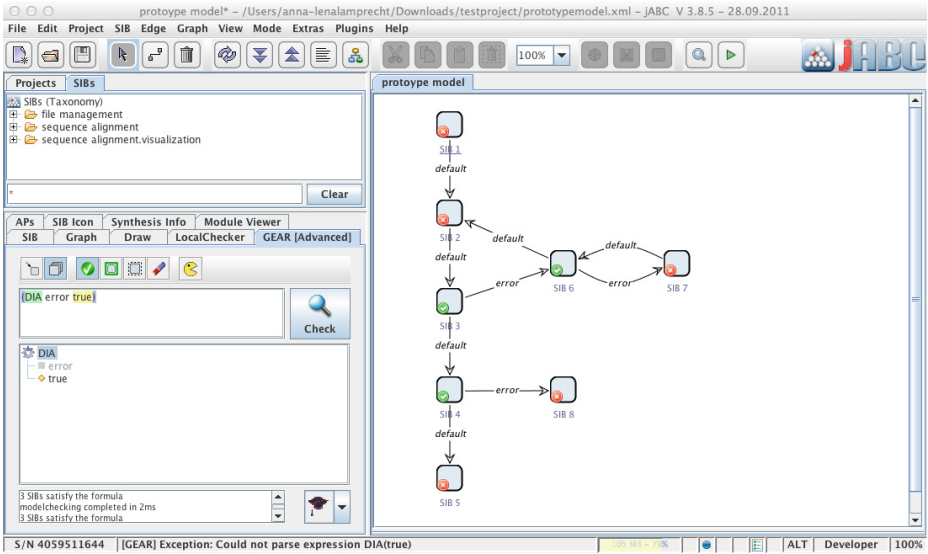 protoype model* – /Users/anna-lenalamprecht/Downloads/testproject/prototypemodel.xml – jABC V 3.8.5 – 28.09.2011
File Edit Project SIB Edge Graph View Mode Extras Plugins Help
100%
jABC
Projects SIBs
SIBs (Taxonomy)
file management
sequence alignment
sequence alignment.visualization
*
Clear
APs SIB Icon Synthesis Info Module Viewer
SIB Graph Draw LocalChecker GEAR [Advanced]
(DIA error true)
Check
DIA
error
true
3 SIBs satisfy the formula
modelchecking completed in 2ms
3 SIBs satisfy the formula
protoype model
SIB 1
default
SIB 2
default
default
default
SIB 6
error
SIB 7
error
SIB 3
default
error
SIB 4
SIB 8
default
SIB 5
S/N 4059511644 [GEAR] Exception: Could not parse expression DIA(true)
ALT Developer 100%